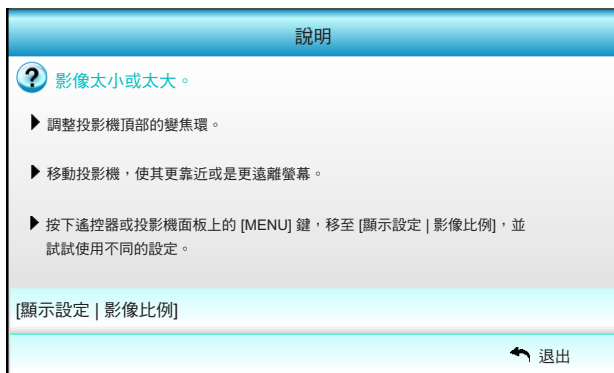 說明
影像太小或太大。
調整投影機頂部的變焦環。
移動投影機，使其更靠近或是更遠離螢幕。
按下遙控器或投影機面板上的 [MENU] 鍵，移至 [顯示設定 | 影像比例]，並
試試使用不同的設定。
[顯示設定 | 影像比例]
退出